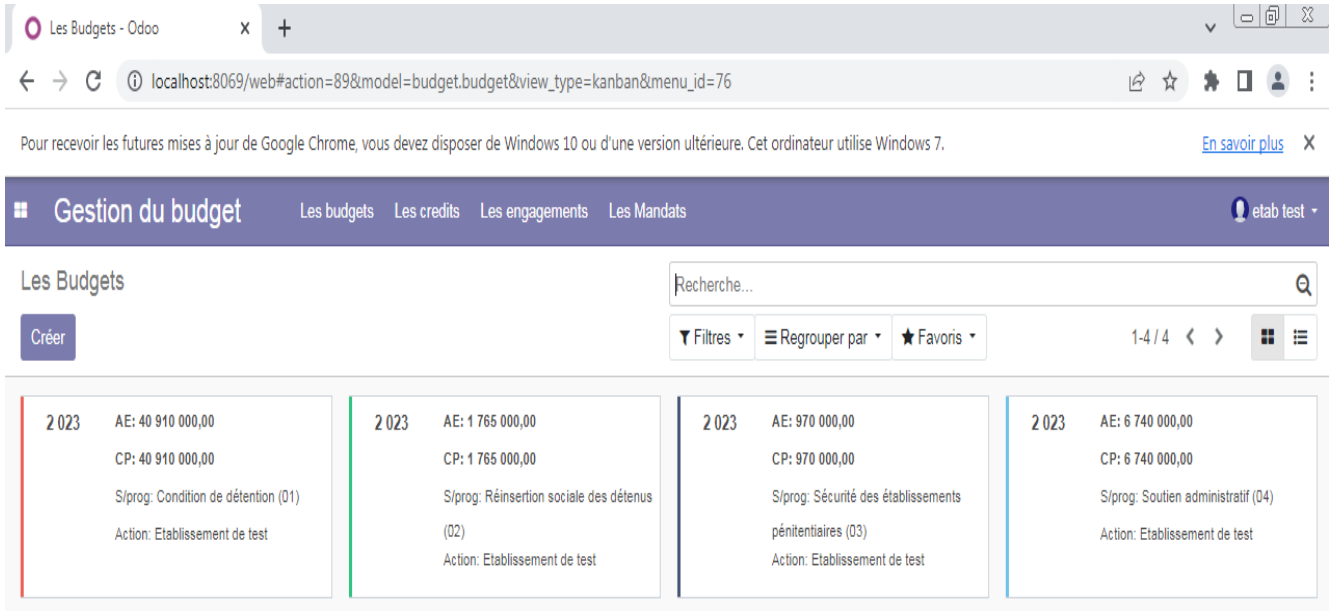 Les Budgets - Odoo
localhost:8069/web#action=89&model=budget.budget&view_type=kanban&menu_id=76
Pour recevoir les futures mises à jour de Google Chrome, vous devez disposer de Windows 10 ou d'une version ultérieure. Cet ordinateur utilise Windows 7. En savoir plus
Gestion du budget Les budgets Les credits Les engagements Les Mandats etab test
Les Budgets
Recherche...
Créer Filtres Regrouper par Favoris 1-4 / 4
2 023 AE: 40 910 000,00
CP: 40 910 000,00
S/prog: Condition de détention (01)
Action: Etablissement de test
2 023 AE: 1 765 000,00
CP: 1 765 000,00
S/prog: Réinsertion sociale des détenus
(02)
Action: Etablissement de test
2 023 AE: 970 000,00
CP: 970 000,00
S/prog: Sécurité des établissements
pénitentiaires (03)
Action: Etablissement de test
2 023 AE: 6 740 000,00
CP: 6 740 000,00
S/prog: Soutien administratif (04)
Action: Etablissement de test